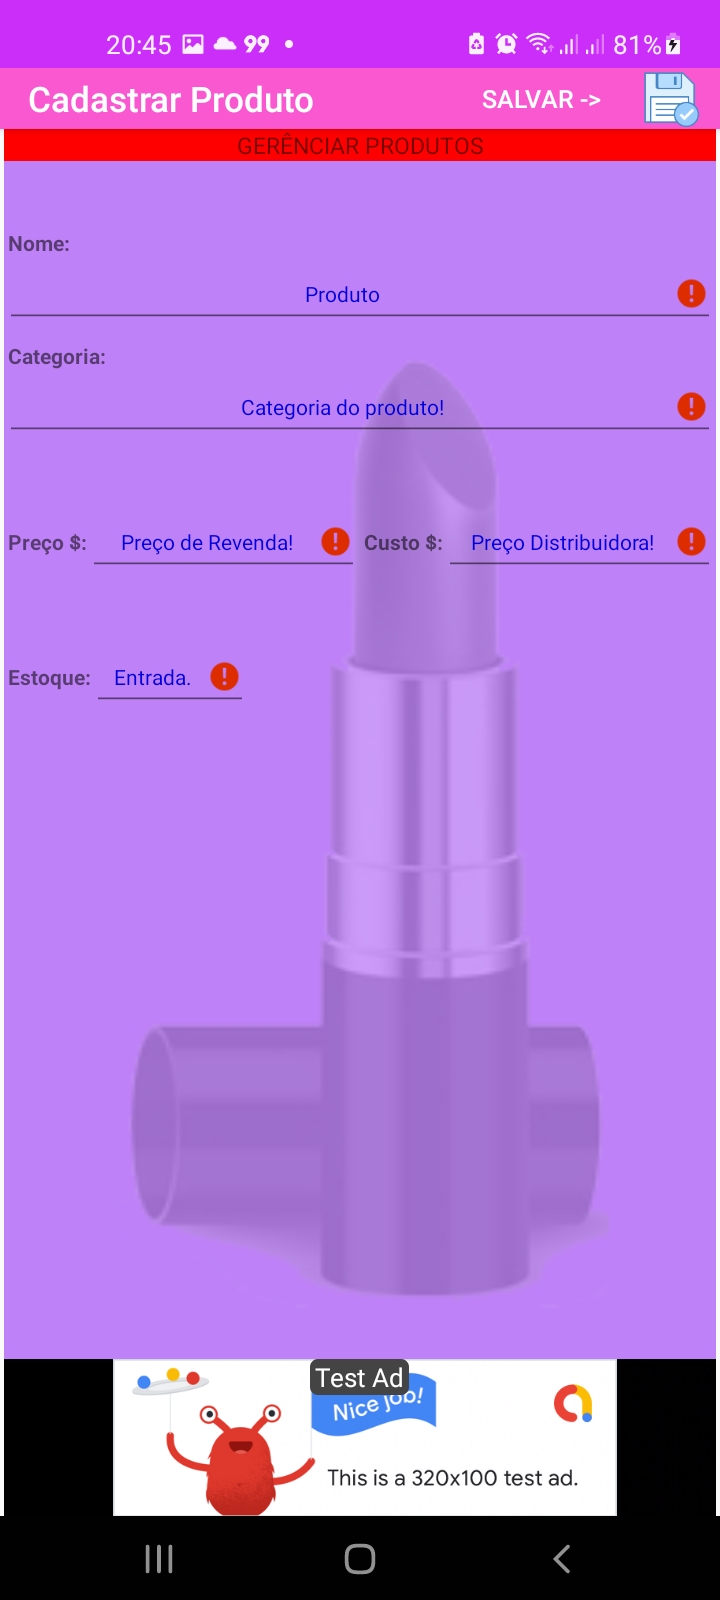 20:45 99 81%
Cadastrar Produto SALVAR ->
GERÊNCIAR PRODUTOS
Nome:
Produto
Categoria:
Categoria do produto!
Preço $: Preço de Revenda! Custo $: Preço Distribuidora!
Estoque: Entrada.
Test Ad
Nice job!
This is a 320x100 test ad.